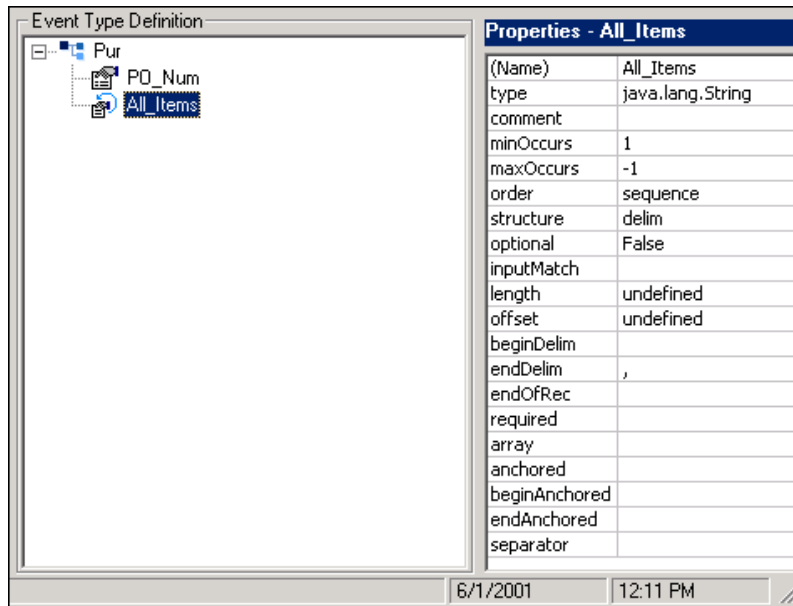 Event Type Definition
Pur
PO_Num
All_Items
Properties - All_Items
(Name) All_Items
type java.lang.String
comment
minOccurs 1
maxOccurs -1
order sequence
structure delim
optional False
inputMatch
length undefined
offset undefined
beginDelim
endDelim ,
endOfRec
required
array
anchored
beginAnchored
endAnchored
separator
6/1/2001 12:11 PM